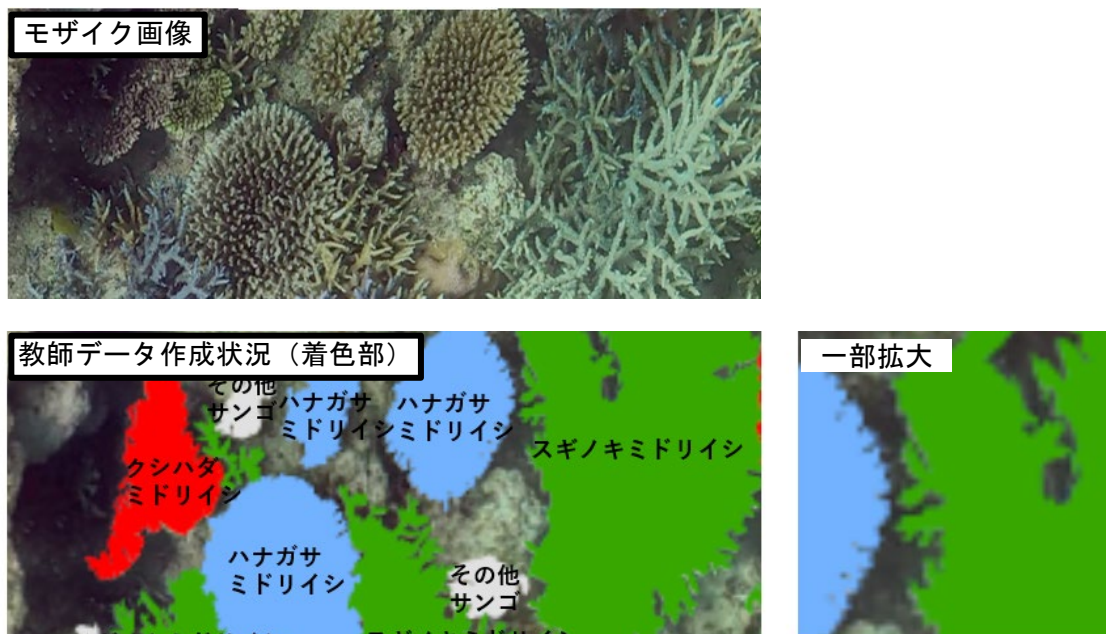 モザイク画像
教師データ作成状況（着色部）
一部拡大
その他
サンゴ
ハナガサ
ミドリイシ
ハナガサ
ミドリイシ
スギノキミドリイシ
クシハダ
ミドリイシ
ハナガサ
ミドリイシ
その他
サンゴ